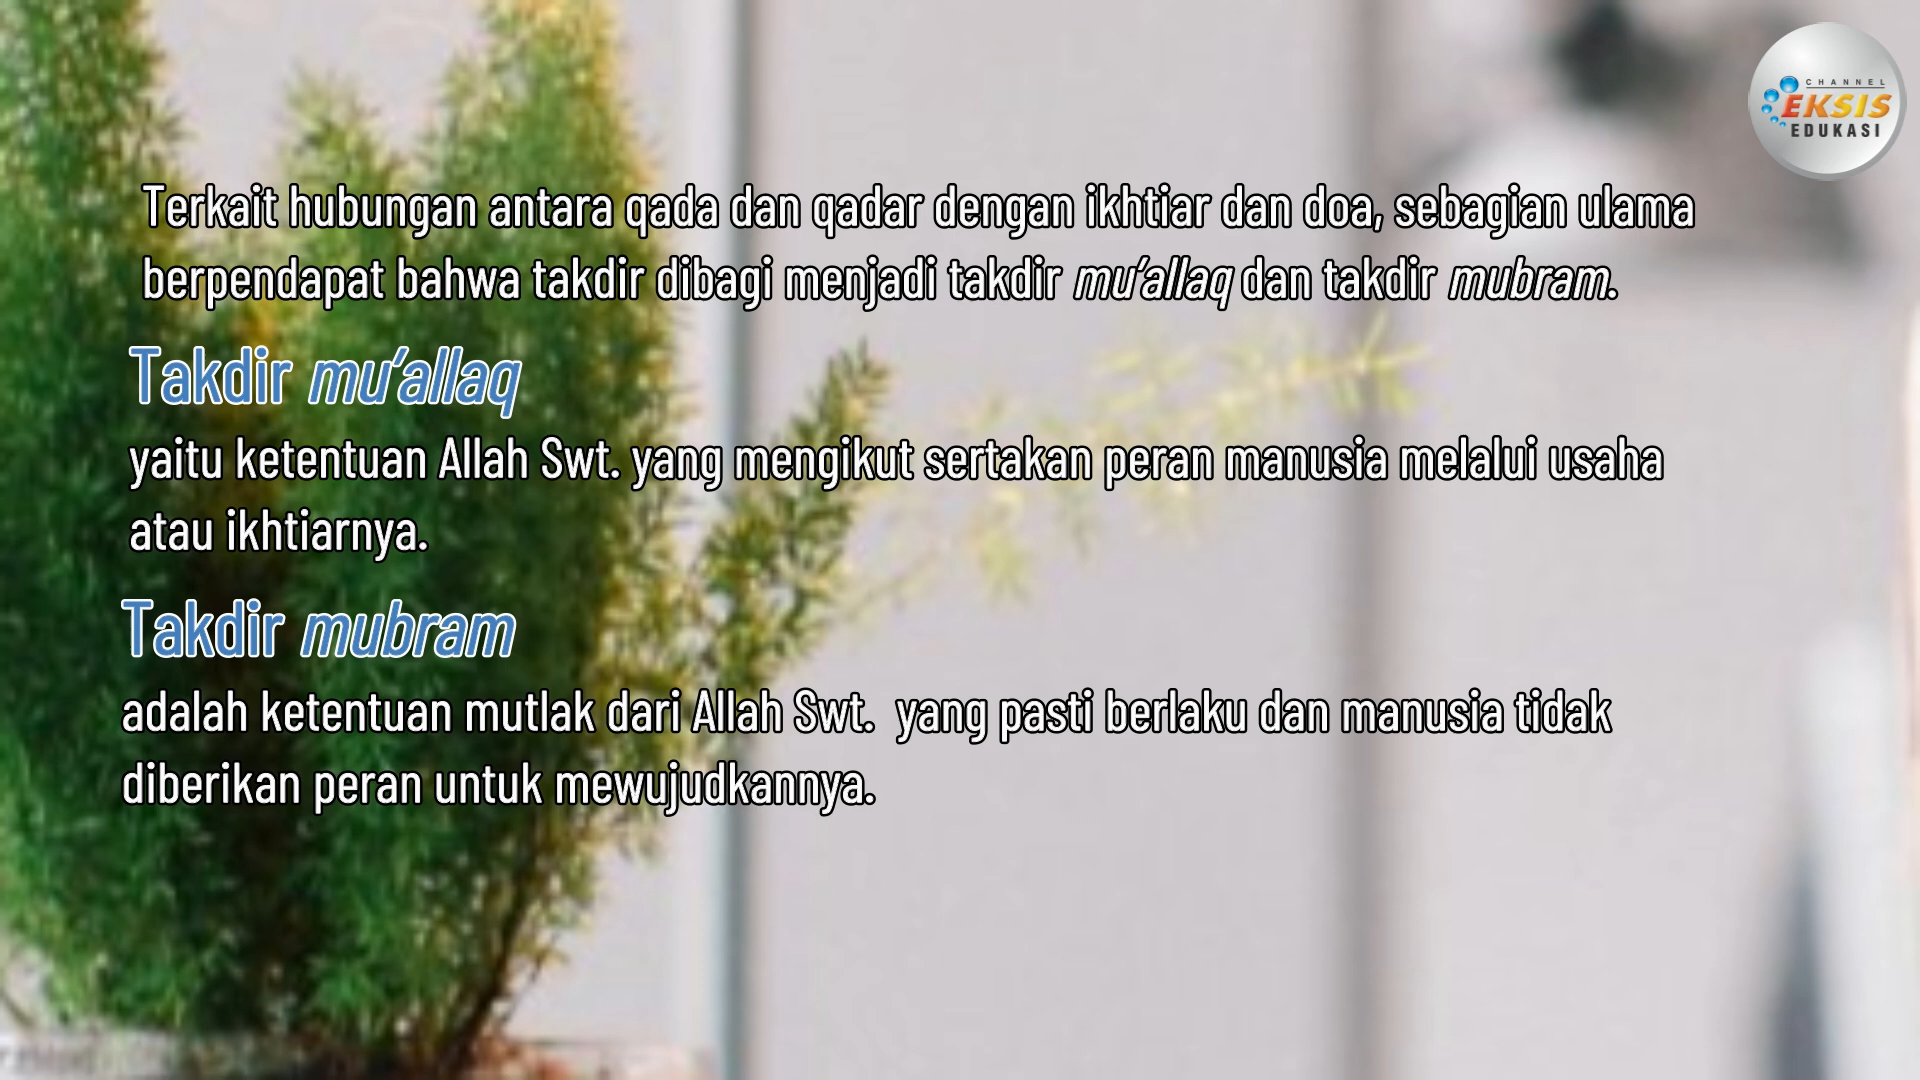 CHANNEL
EKSIS
EDUKASI
Terkait hubungan antara qada dan qadar dengan ikhtiar dan doa, sebagian ulama
berpendapat bahwa takdir dibagi menjadi takdir mu’allaq dan takdir mubram.
Takdir mu’allaq
yaitu ketentuan Allah Swt. yang mengikut sertakan peran manusia melalui usaha
atau ikhtiarnya.
Takdir mubram
adalah ketentuan mutlak dari Allah Swt.  yang pasti berlaku dan manusia tidak
diberikan peran untuk mewujudkannya.